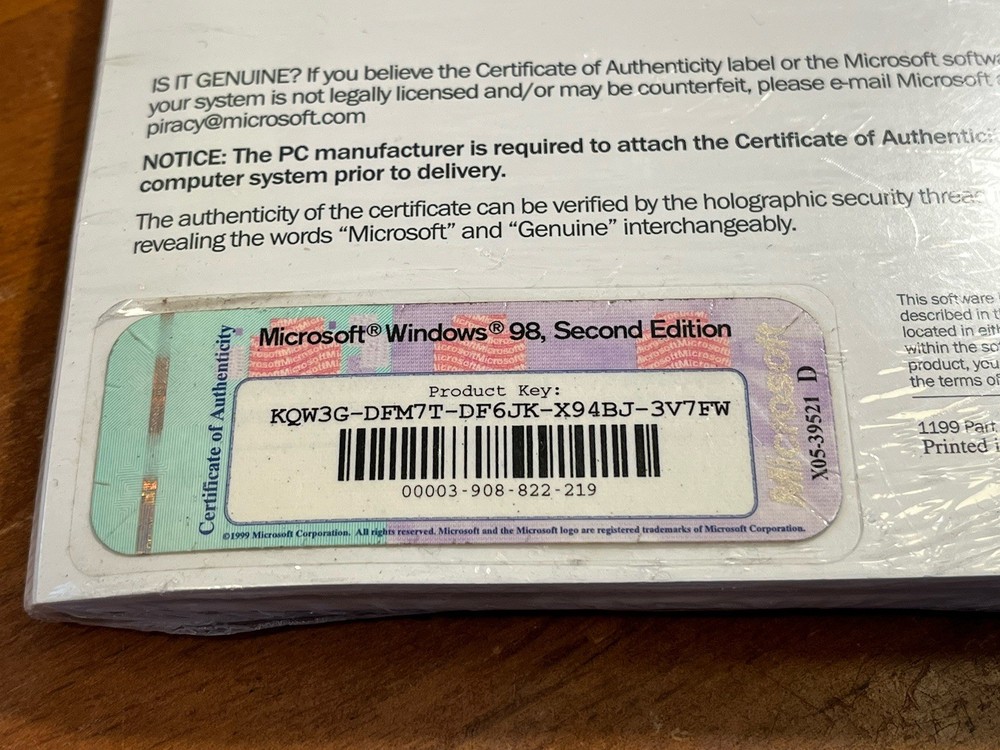 IS IT GENUINE? If you believe the Certificate of Authenticity label or the Microsoft
your system is not legally licensed and/or may be counterfeit, please e-mail Microsoft
piracy@microsoft.com
NOTICE: The PC manufacturer is required to attach the Certificate of
computer system prior to delivery.
The authenticity of the certificate can be verified by the holographic security
revealing the words “Microsoft” and “Genuine” interchangeably.
Certificate of Authenticity
Microsoft® Windows® 98, Second Edition
Product Key:
KQW3G-DFM7T-DF6JK-X94BJ-3V7FW
00003-908-822-219
©1999 Microsoft Corporation. All rights reserved. Microsoft and the Microsoft logo are registered trademarks of Microsoft Corporation.
Microsoft
X05-39521 D
This software
described in
located in
within the
product, you
the terms of
1199 Part
Printed